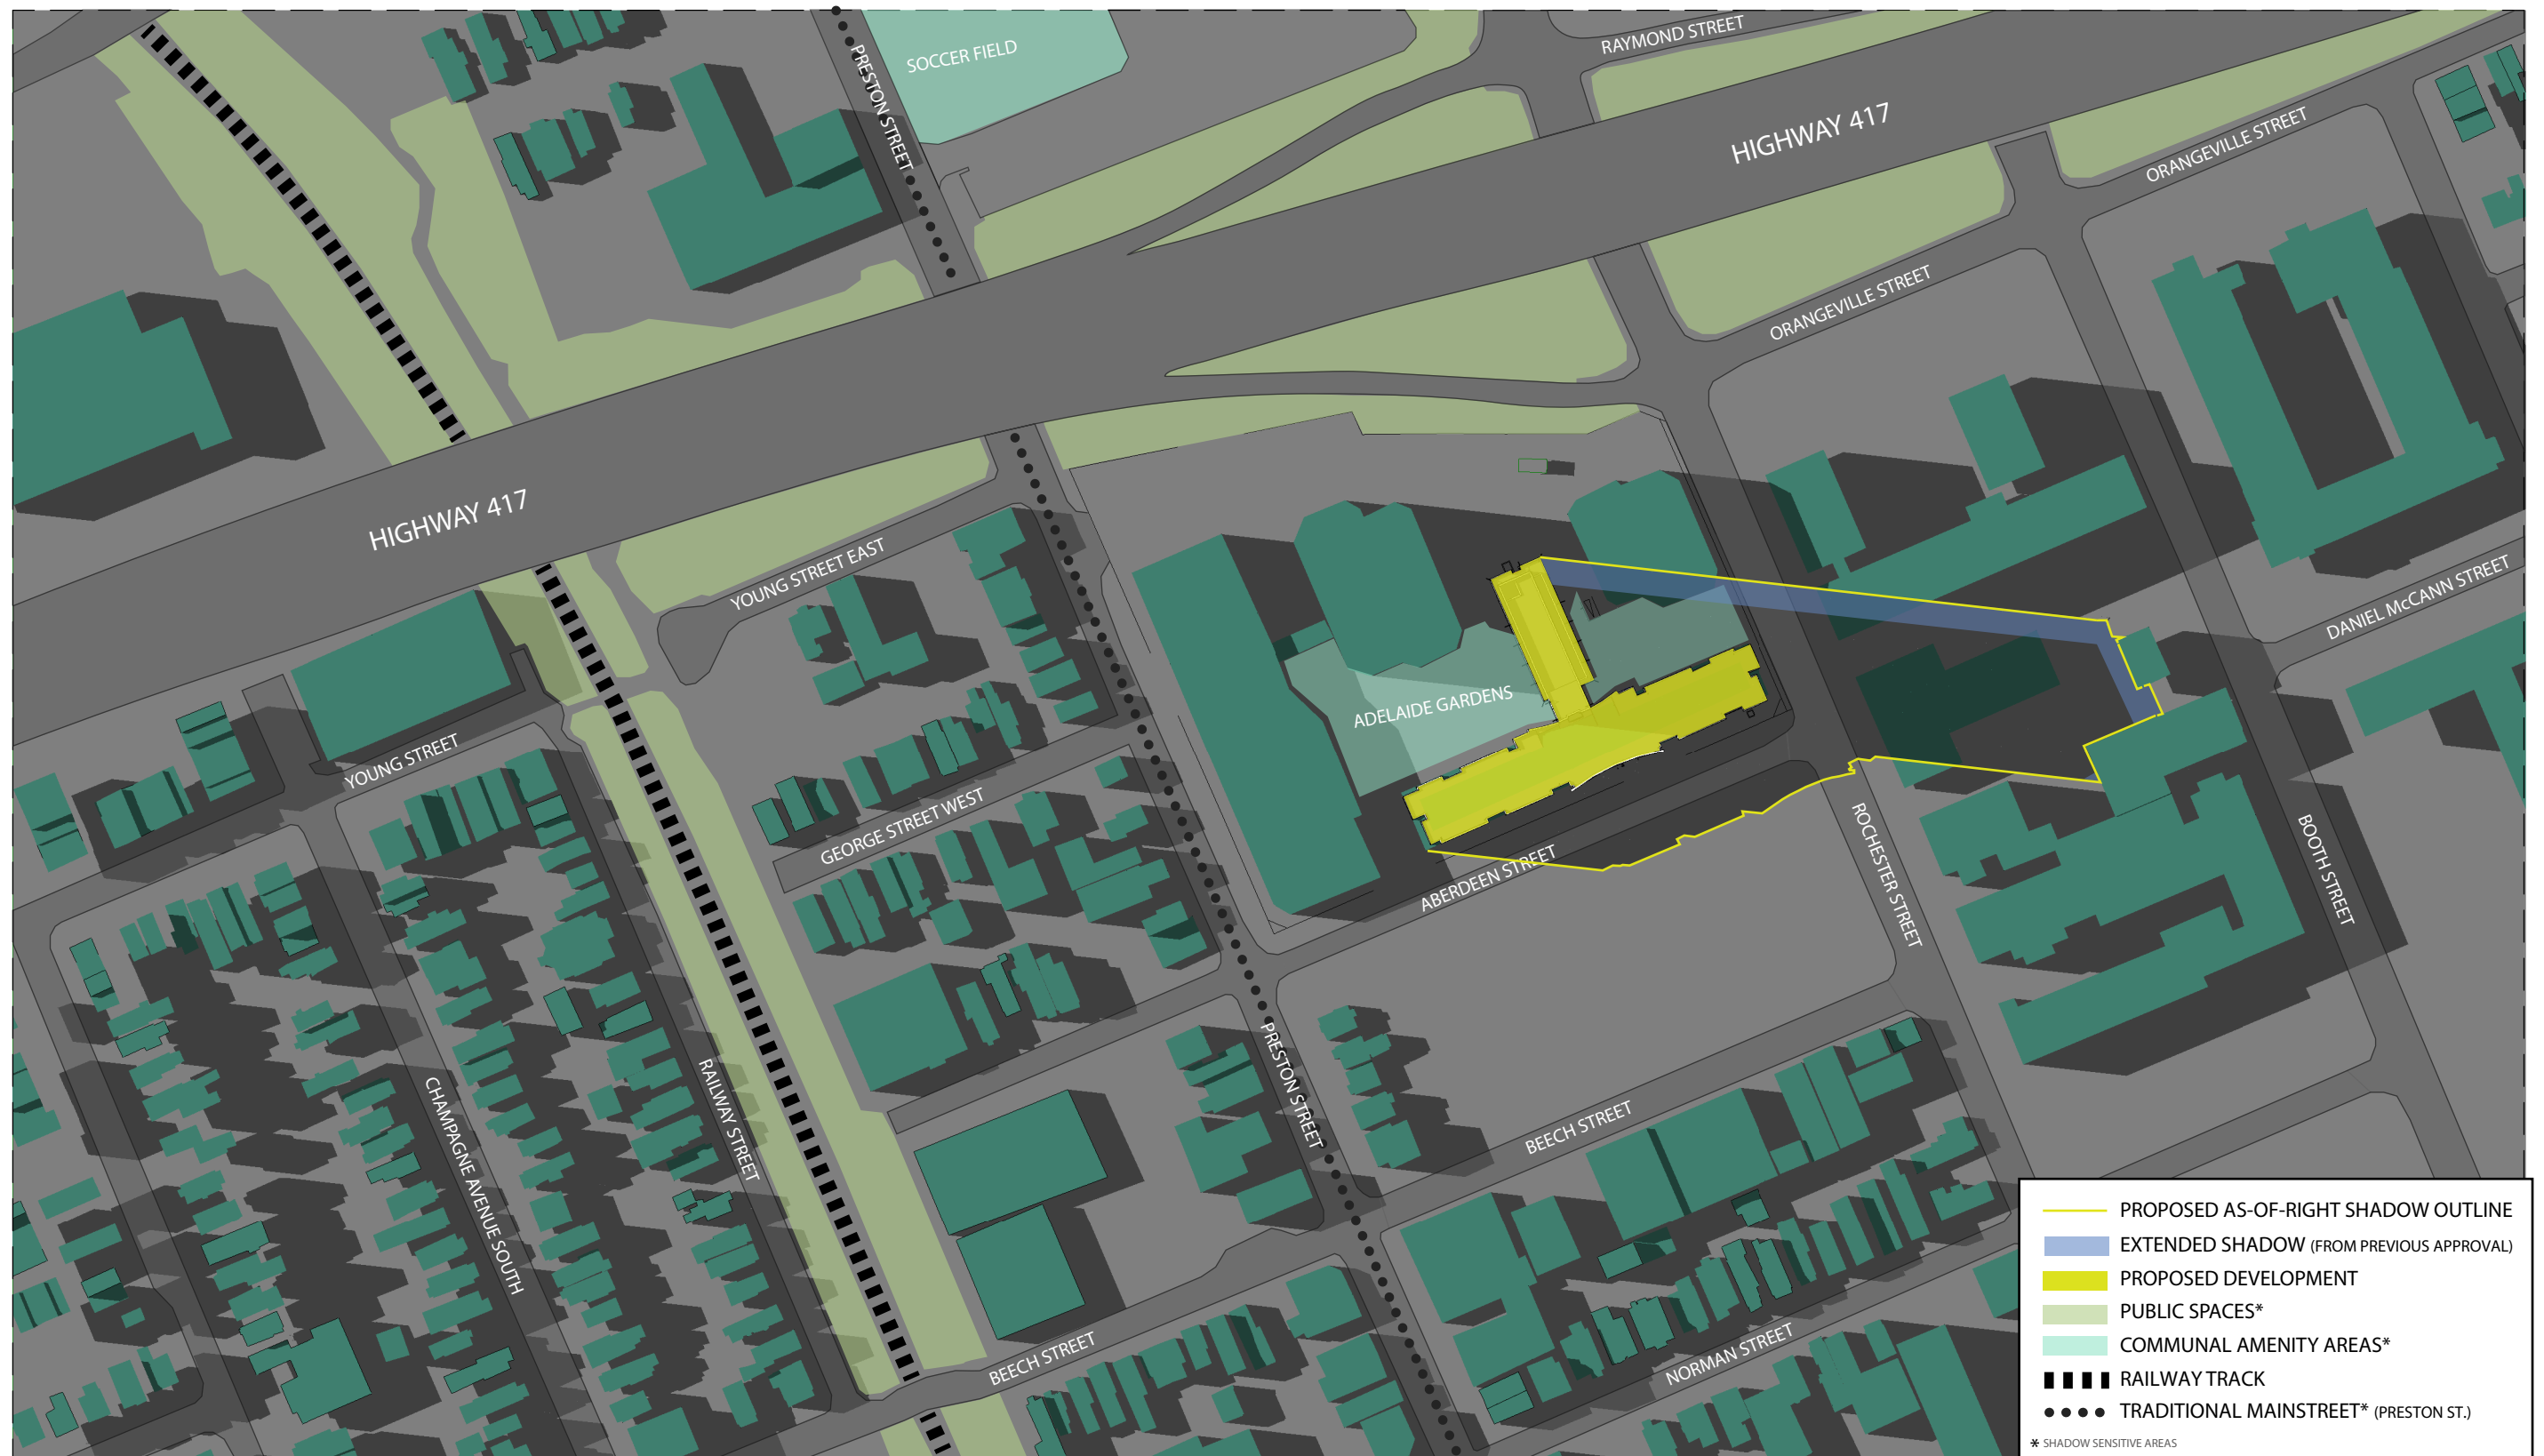 RAYMOND STREET
SOCCER FIELD
PRESTON STREET
HIGHWAY 417
ORANGEVILLE STREET
ORANGEVILLE STREET
HIGHWAY 417
YOUNG STREET EAST
DANIEL McCANN STREET
ADELAIDE GARDENS
YOUNG STREET
GEORGE STREET WEST
ABERDEEN STREET
ROCHESTER STREET
BOOTH STREET
PRESTON STREET
RAILWAY STREET
CHAMPAGNE AVENUE SOUTH
BEECH STREET
BEECH STREET
NORMAN STREET
PROPOSED AS-OF-RIGHT SHADOW OUTLINE
EXTENDED SHADOW (FROM PREVIOUS APPROVAL)
PROPOSED DEVELOPMENT
PUBLIC SPACES*
COMMUNAL AMENITY AREAS*
RAILWAY TRACK
TRADITIONAL MAINSTREET* (PRESTON ST.)
* SHADOW SENSITIVE AREAS